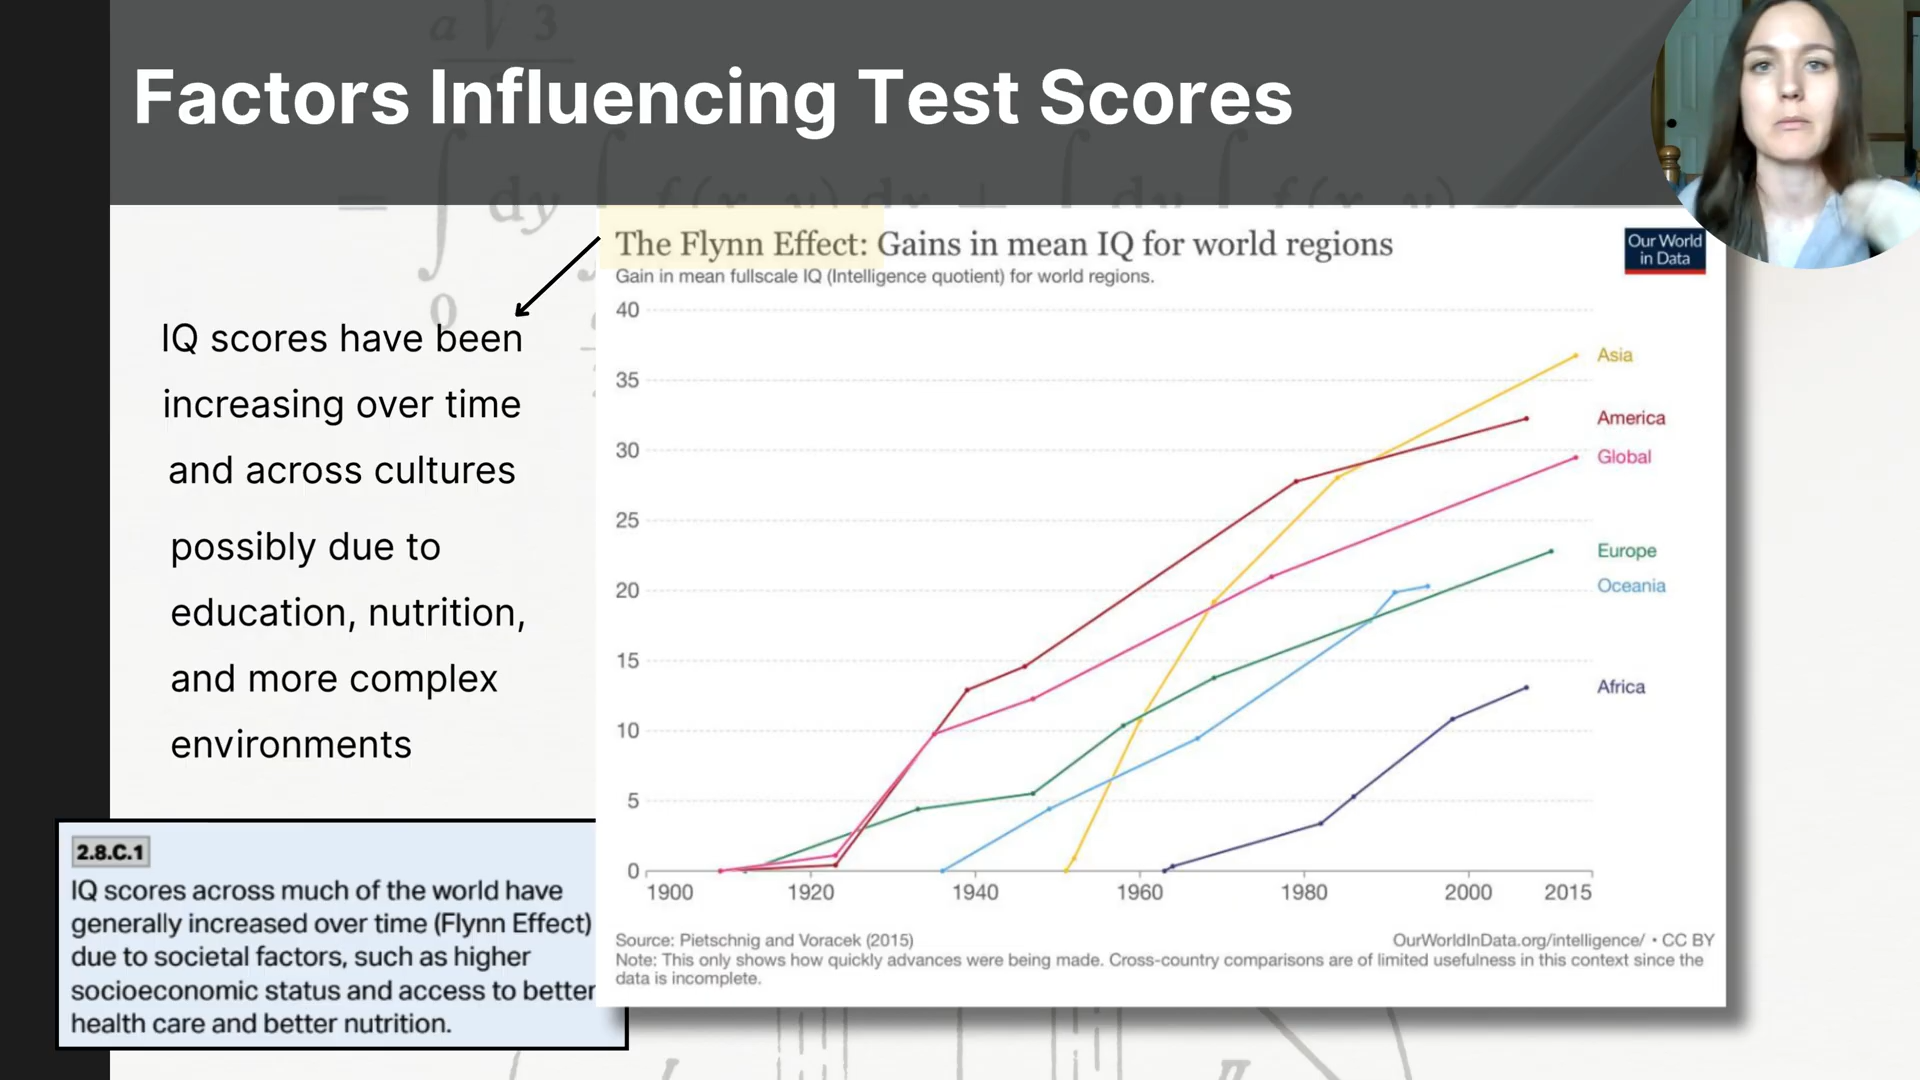 Factors Influencing Test Scores
IQ scores have been
increasing over time
and across cultures
possibly due to
education, nutrition,
and more complex
environments
2.8.C.1
IQ scores across much of the world have
generally increased over time (Flynn Effect)
due to societal factors, such as higher
socioeconomic status and access to better
health care and better nutrition.
The Flynn Effect: Gains in mean IQ for world regions
Gain in mean fullscale IQ (Intelligence quotient) for world regions.
Our World
in Data
40
35
30
25
20
15
10
5
0
1900 1920 1940 1960 1980 2000 2015
Asia
America
Global
Europe
Oceania
Africa
Source: Pietschnig and Voracek (2015)
OurWorldInData.org/intelligence/ • CC BY
Note: This only shows how quickly advances were being made. Cross-country comparisons are of limited usefulness in this context since the
data is incomplete.